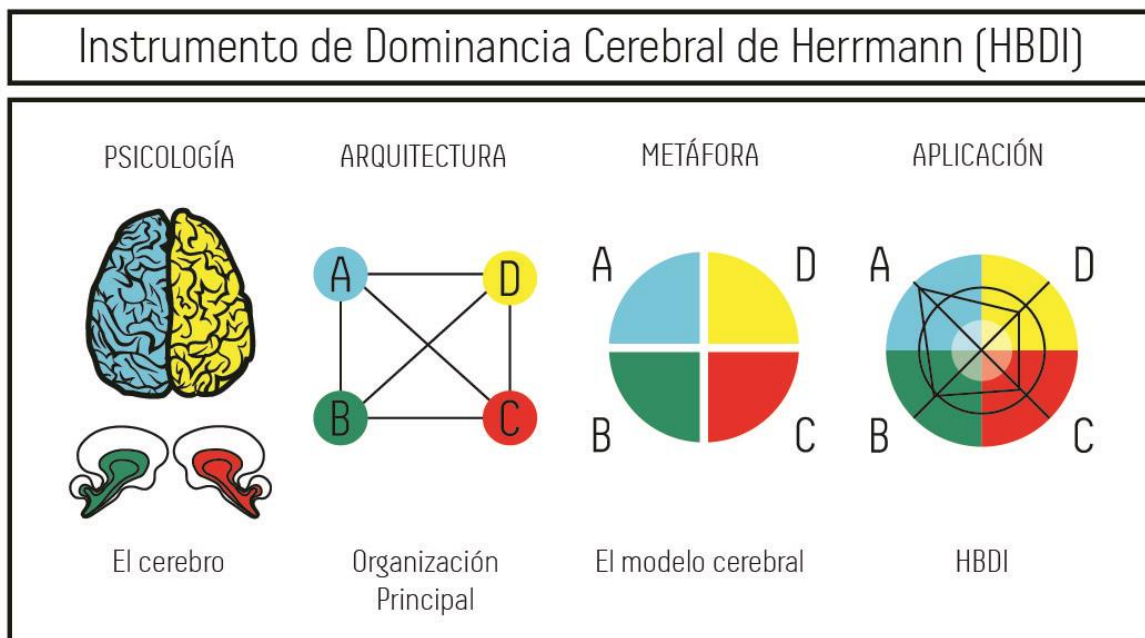 Instrumento de Dominancia Cerebral de Herrmann (HBDI)
PSICOLOGÍA
ARQUITECTURA
METÁFORA
APLICACIÓN
A
D
B
C
A
D
B
C
A
D
B
C
El cerebro
Organización
Principal
El modelo cerebral
HBDI